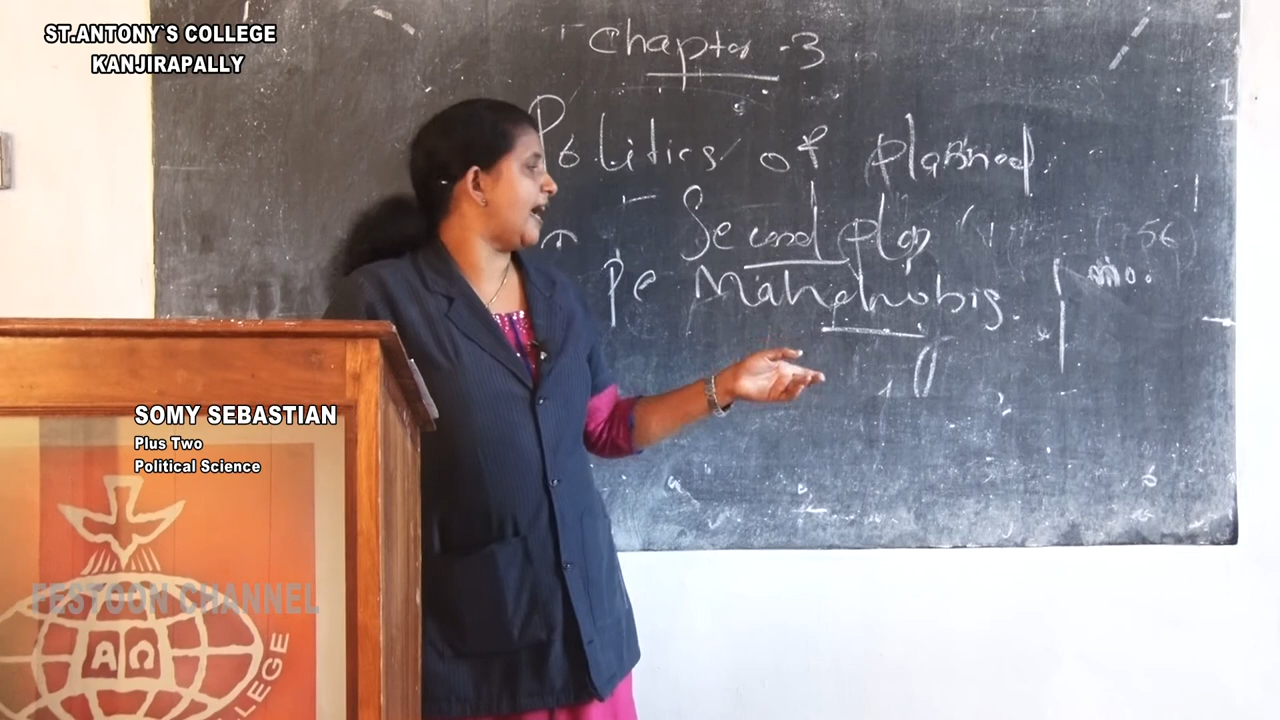 ST.ANTONY`S COLLEGE
KANJIRAPALLY
Chapter - 3
Politics of planned
Second plan
Pc Mahalnobis.
SOMY SEBASTIAN
Plus Two
Political Science
FESTOON CHANNEL
ΑΩ